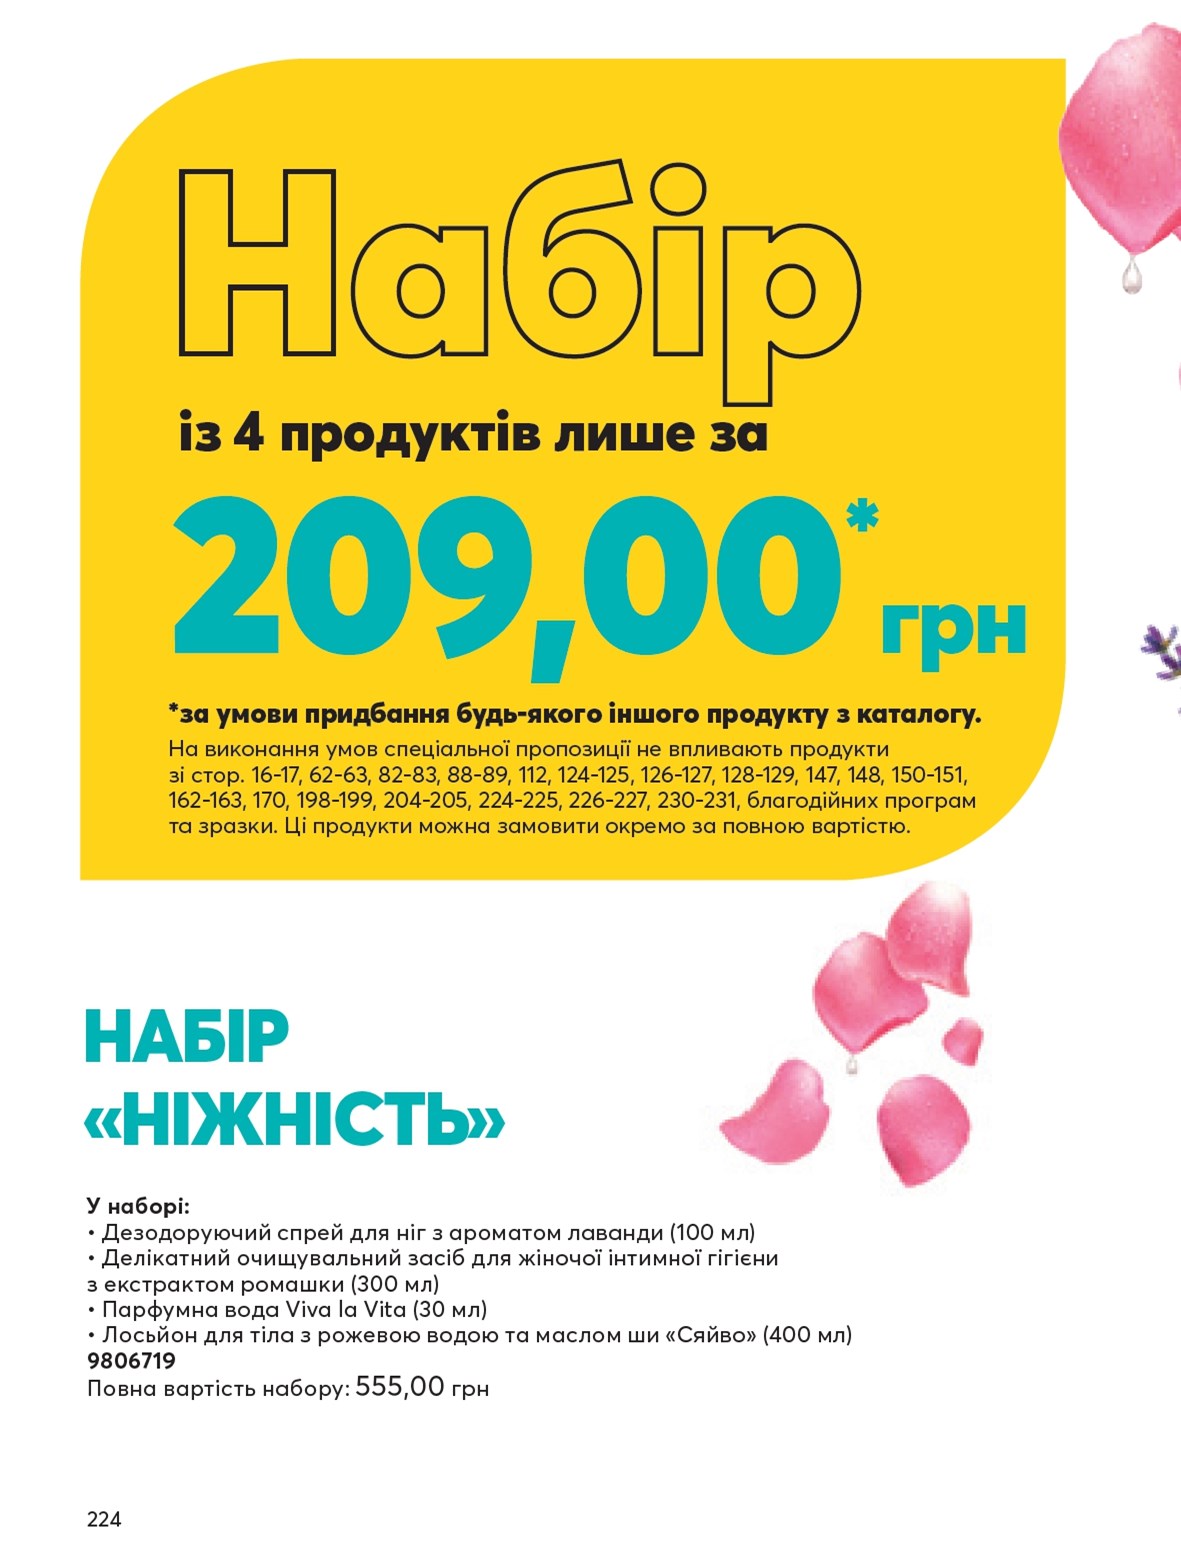 Набір
із 4 продуктів лише за
209,00* грн
*за умови придбання будь-якого іншого продукту з каталогу.
На виконання умов спеціальної пропозиції не впливають продукти
зі стор. 16-17, 62-63, 82-83, 88-89, 112, 124-125, 126-127, 128-129, 147, 148, 150-151,
162-163, 170, 198-199, 204-205, 224-225, 226-227, 230-231, благодійних програм
та зразки. Ці продукти можна замовити окремо за повною вартістю.
НАБІР
«НІЖНІСТЬ»
У наборі:
• Дезодоруючий спрей для ніг з ароматом лаванди (100 мл)
• Делікатний очищувальний засіб для жіночої інтимної гігієни
з екстрактом ромашки (300 мл)
• Парфумна вода Viva la Vita (30 мл)
• Лосьйон для тіла з рожевою водою та маслом ши «Сяйво» (400 мл)
9806719
Повна вартість набору: 555,00 грн
224